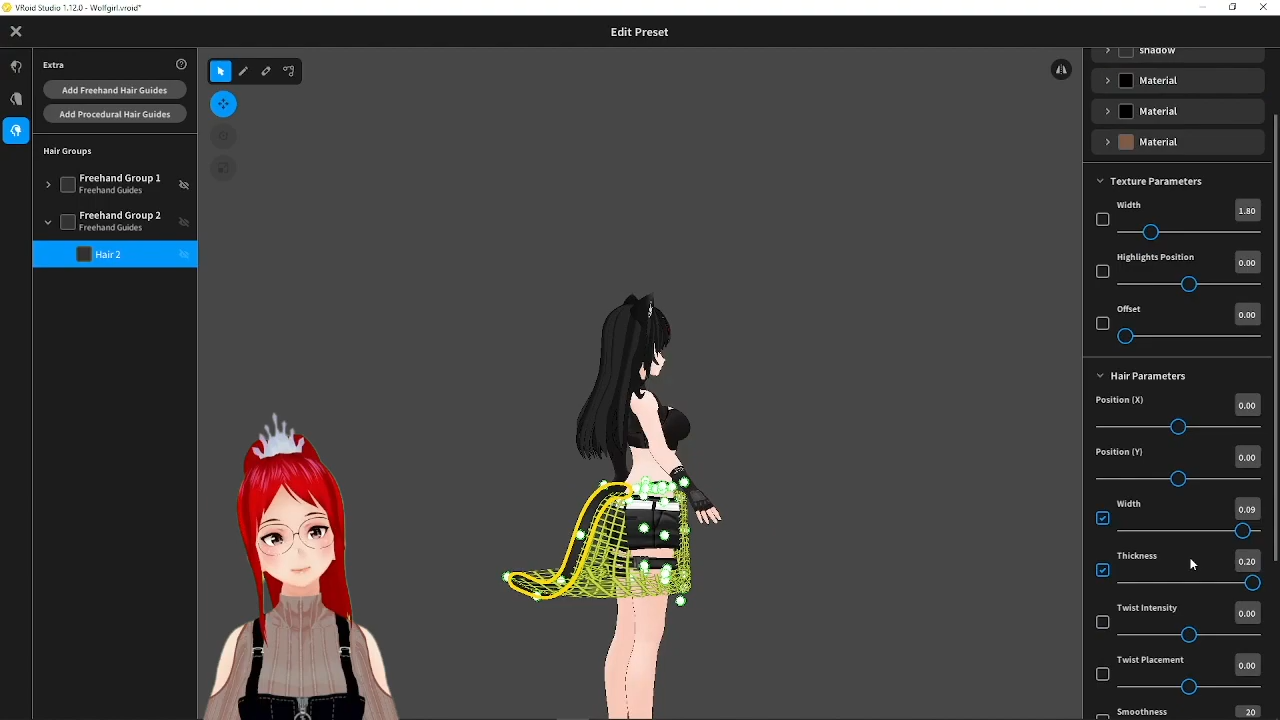 VRoid Studio 1.12.0 - Wolfgirl.vroid*
Edit Preset
Extra
Add Freehand Hair Guides
Add Procedural Hair Guides
Hair Groups
Freehand Group 1
Freehand Guides
Freehand Group 2
Freehand Guides
Hair 2
shadow
Material
Material
Material
Texture Parameters
Width
1.80
Highlights Position
0.00
Offset
0.00
Hair Parameters
Position (X)
0.00
Position (Y)
0.00
Width
0.09
Thickness
0.20
Twist Intensity
0.00
Twist Placement
0.00
Smoothness
20